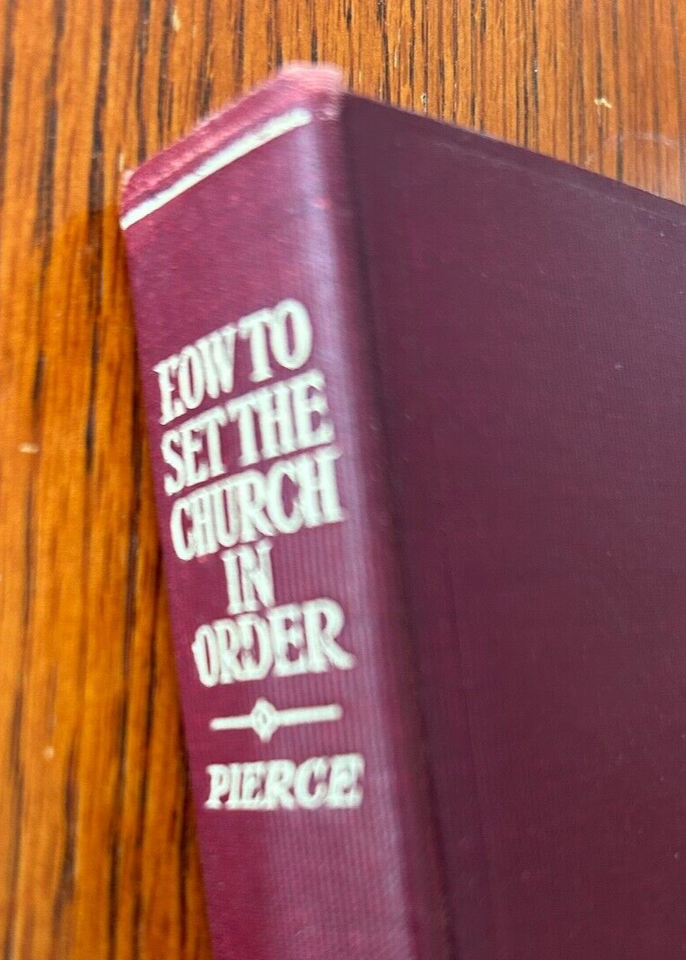 HOW TO
SET THE
CHURCH
IN
ORDER
PIERCE